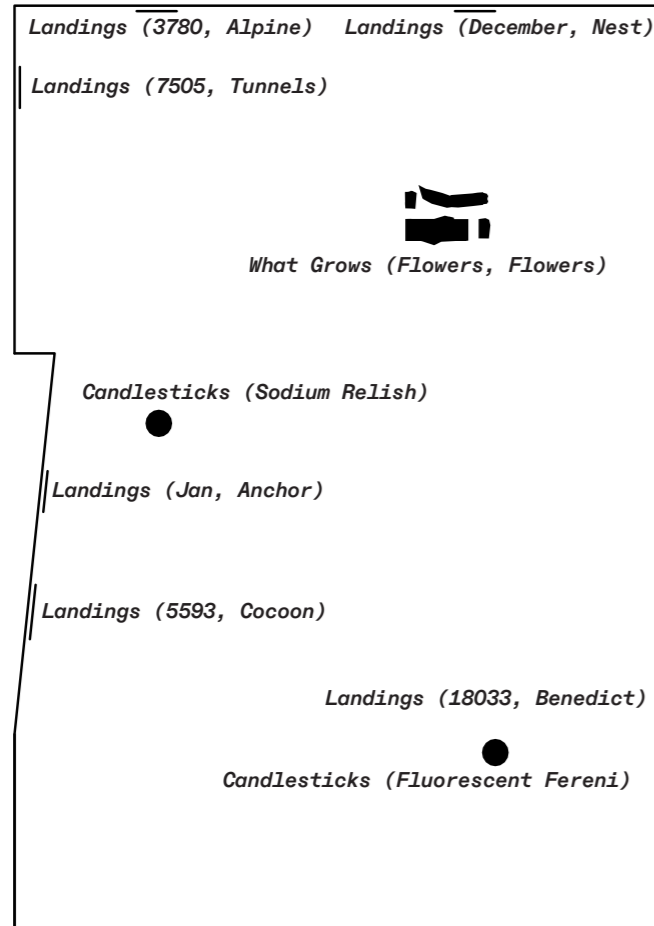 Landings (3780, Alpine)
Landings (December, Nest)
Landings (7505, Tunnels)
What Grows (Flowers, Flowers)
Candlesticks (Sodium Relish)
Landings (Jan, Anchor)
Landings (5593, Cocoon)
Landings (18033, Benedict)
Candlesticks (Fluorescent Fereni)